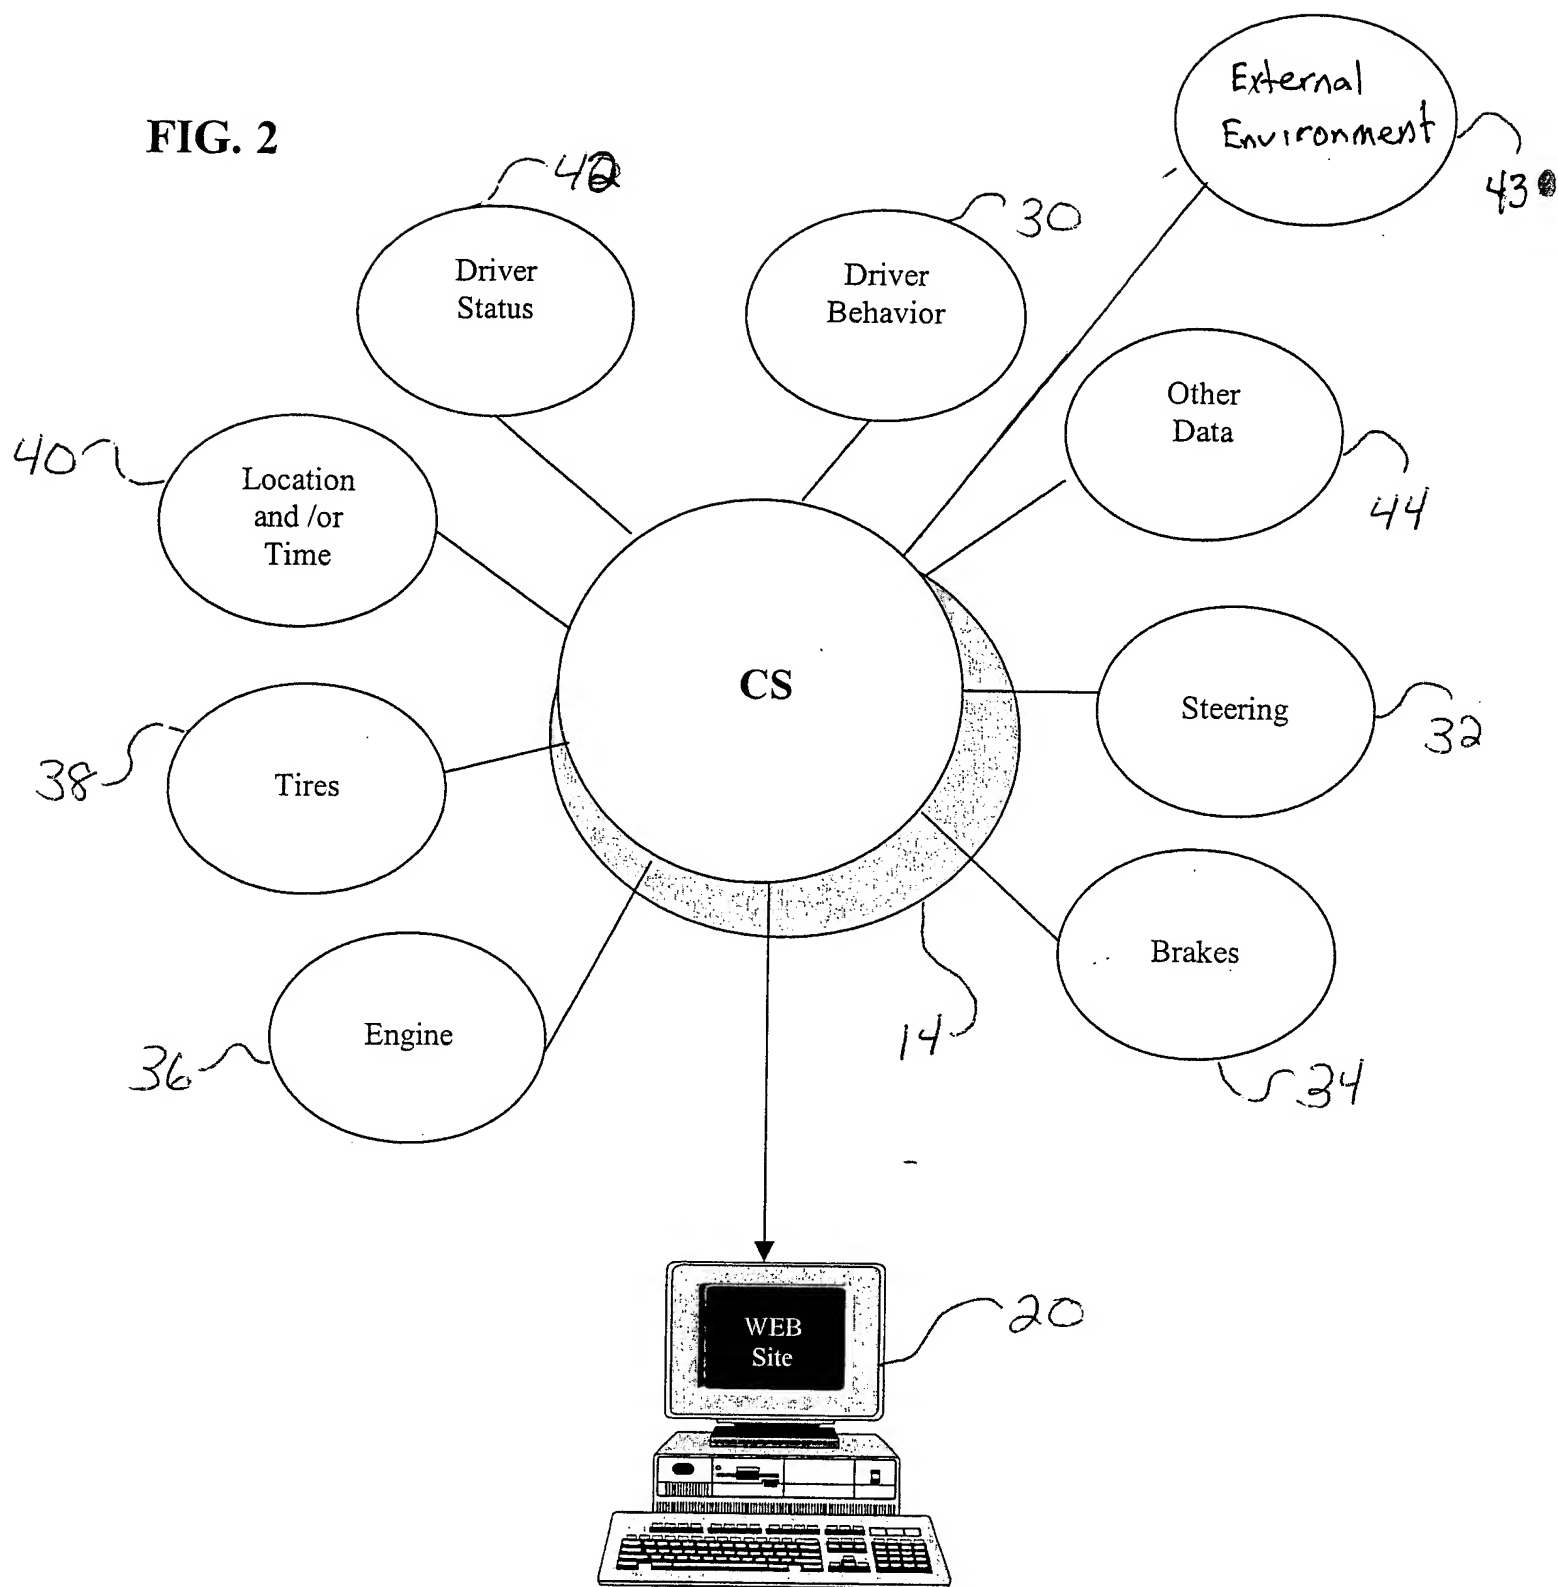 FIG. 2
External
Environment
43
42
30
Driver
Status
Driver
Behavior
Other
Data
44
40
Location
and /or
Time
CS
Steering
32
38
Tires
Brakes
14
34
Engine
36
WEB
Site
20